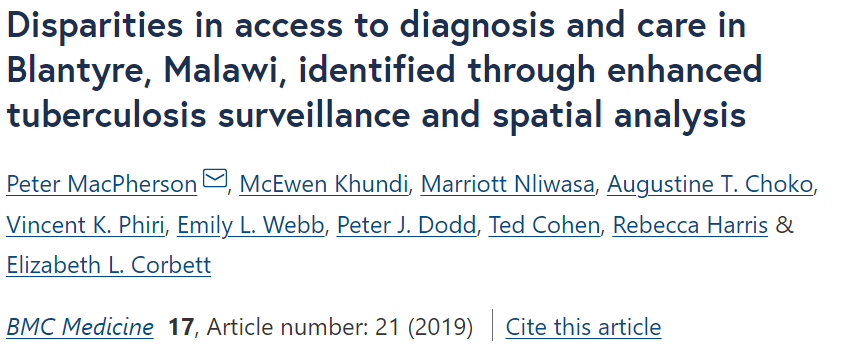 Disparities in access to diagnosis and care in
Blantyre, Malawi, identified through enhanced
tuberculosis surveillance and spatial analysis
Peter MacPherson, McEwen Khundi, Marriott Nliwasa, Augustine T. Choko,
Vincent K. Phiri, Emily L. Webb, Peter J. Dodd, Ted Cohen, Rebecca Harris &
Elizabeth L. Corbett
BMC Medicine 17, Article number: 21 (2019) Cite this article